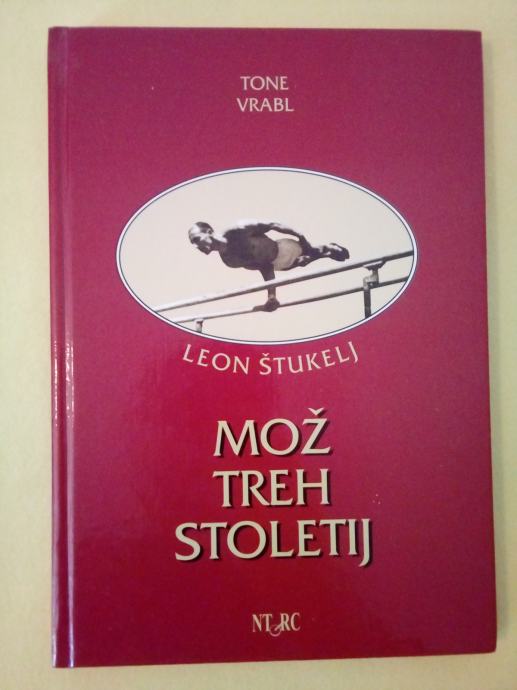 TONE
VRABL
LEON ŠTUKELJ
MOŽ
TREH
STOLETIJ
NT&RC